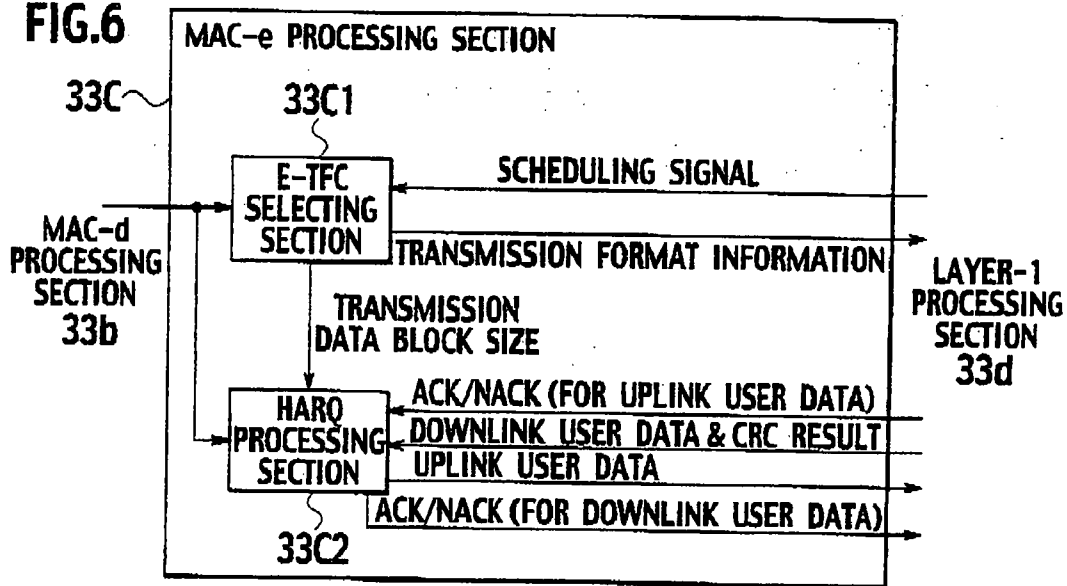 FIG.6
MAC-e PROCESSING SECTION
33C
33C1
E-TFC
SELECTING
SECTION
SCHEDULING SIGNAL
TRANSMISSION FORMAT INFORMATION
MAC-d
PROCESSING
SECTION
33b
LAYER-1
PROCESSING
SECTION
33d
TRANSMISSION
DATA BLOCK SIZE
HARQ
PROCESSING
SECTION
33C2
ACK/NACK (FOR UPLINK USER DATA)
DOWNLINK USER DATA & CRC RESULT
UPLINK USER DATA
ACK/NACK (FOR DOWNLINK USER DATA)